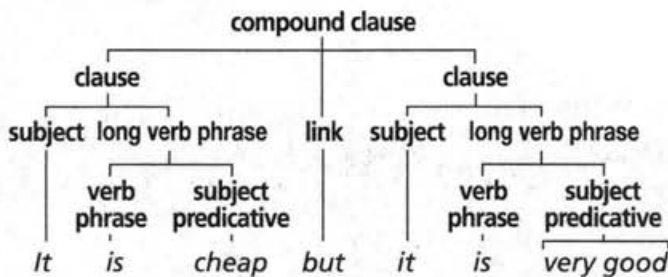 compound clause
clause clause
subject long verb phrase link subject long verb phrase
verb phrase subject predicative verb phrase subject predicative
It is cheap but it is very good